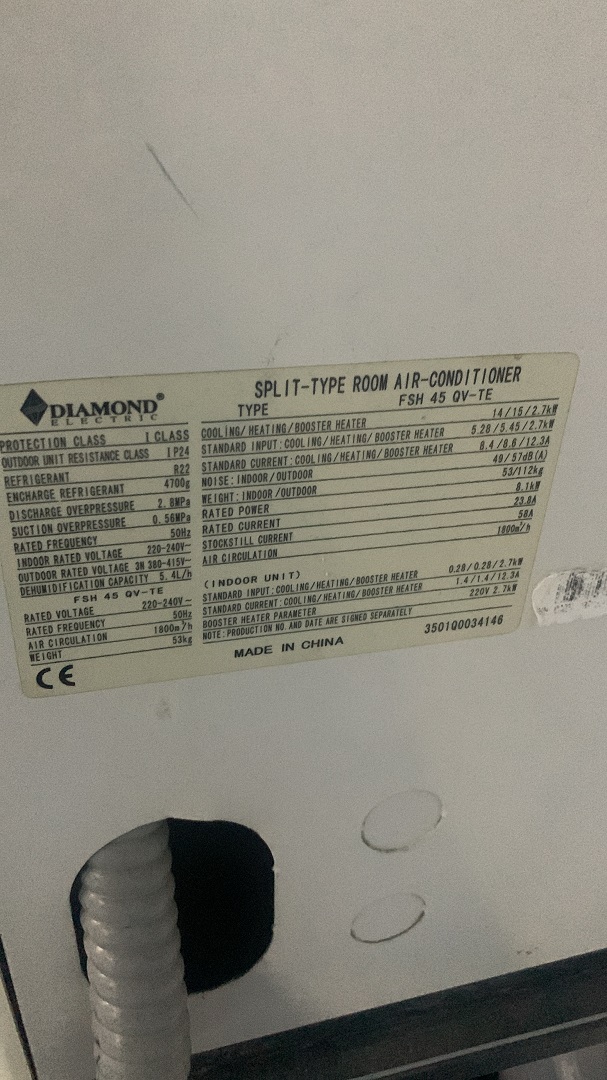 DIAMOND®
ELECTRIC
PROTECTION CLASS I CLASS
OUTDOOR UNIT RESISTANCE CLASS IP24
REFRIGERANT R22
ENCHARGE REFRIGERANT 4700g
DISCHARGE OVERPRESSURE 2.8MPa
SUCTION OVERPRESSURE 0.56MPa
RATED FREQUENCY 50Hz
INDOOR RATED VOLTAGE 220-240V~
OUTDOOR RATED VOLTAGE 3N 380-415V~
DEHUMIDIFICATION CAPACITY 5.4L/h
FSH 45 QV-TE
RATED VOLTAGE 220-240V~
RATED FREQUENCY 50Hz
AIR CIRCULATION 1800m³/h
WEIGHT 53kg
CE
SPLIT-TYPE ROOM AIR-CONDITIONER
TYPE FSH 45 QV-TE
COOLING/HEATING/BOOSTER HEATER 14/15/2.7kW
STANDARD INPUT:COOLING/HEATING/BOOSTER HEATER 5.28/5.45/2.7kW
STANDARD CURRENT:COOLING/HEATING/BOOSTER HEATER 8.4/8.6/12.3A
NOISE:INDOOR/OUTDOOR 49/57dB(A)
WEIGHT:INDOOR/OUTDOOR 53/112kg
RATED POWER 8.1kW
RATED CURRENT 23.8A
STOCKSTILL CURRENT 58A
AIR CIRCULATION 1800m³/h
(INDOOR UNIT)
STANDARD INPUT:COOLING/HEATING/BOOSTER HEATER 0.28/0.28/2.7kW
STANDARD CURRENT:COOLING/HEATING/BOOSTER HEATER 1.4/1.4/12.3A
BOOSTER HEATER PARAMETER 220V 2.7kW
NOTE:PRODUCTION NO. AND DATE ARE SIGNED SEPARATELY
MADE IN CHINA 3501Q0034146